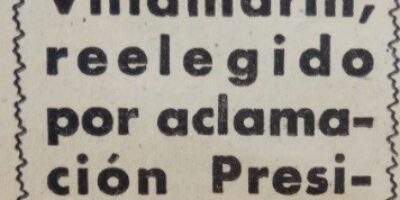 Villamarín,
reelegido
por aclama-
ción Presi-